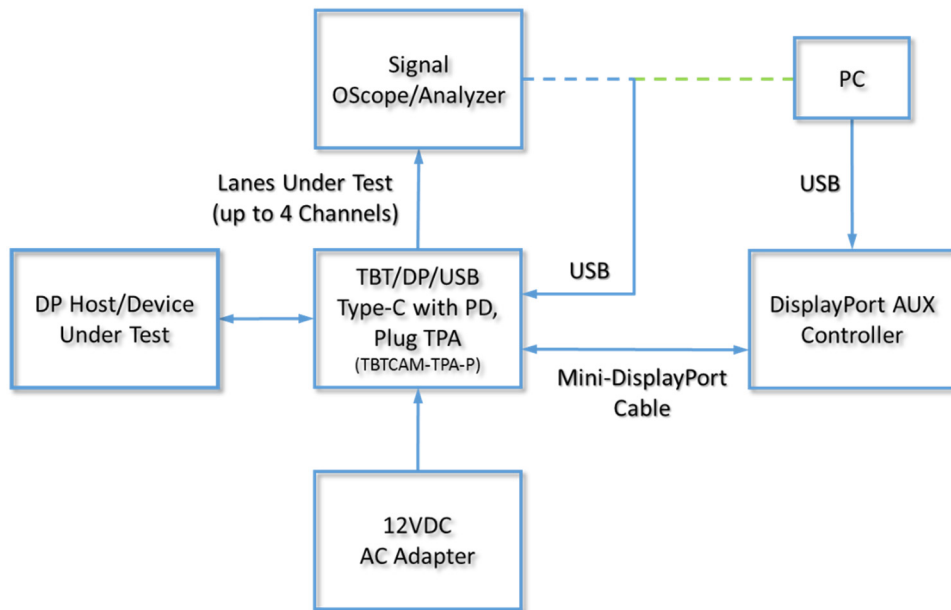 Signal
OScope/Analyzer
PC
Lanes Under Test
(up to 4 Channels)
USB
DP Host/Device
Under Test
TBT/DP/USB
Type-C with PD,
Plug TPA
(TBTCAM-TPA-P)
USB
DisplayPort AUX
Controller
Mini-DisplayPort
Cable
12VDC
AC Adapter